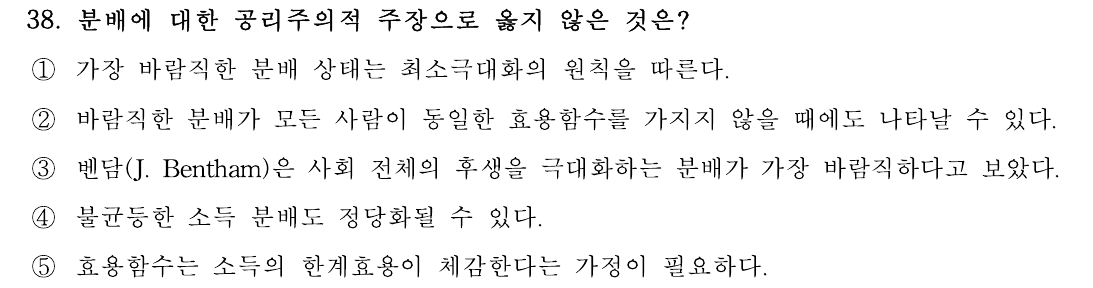 38. 분배에 대한 공리주의적 주장으로 옳지 않은 것은?
① 가장 바람직한 분배 상태는 최소극대화의 원칙을 따른다.
② 바람직한 분배가 모든 사람이 동일한 효용함수를 가지지 않을 때에도 나타날 수 있다.
③ 벤담(J. Bentham)은 사회 전체의 후생을 극대화하는 분배가 가장 바람직하다고 보았다.
④ 불균등한 소득 분배도 정당화될 수 있다.
⑤ 효용함수는 소득의 한계효용이 체감한다는 가정이 필요하다.